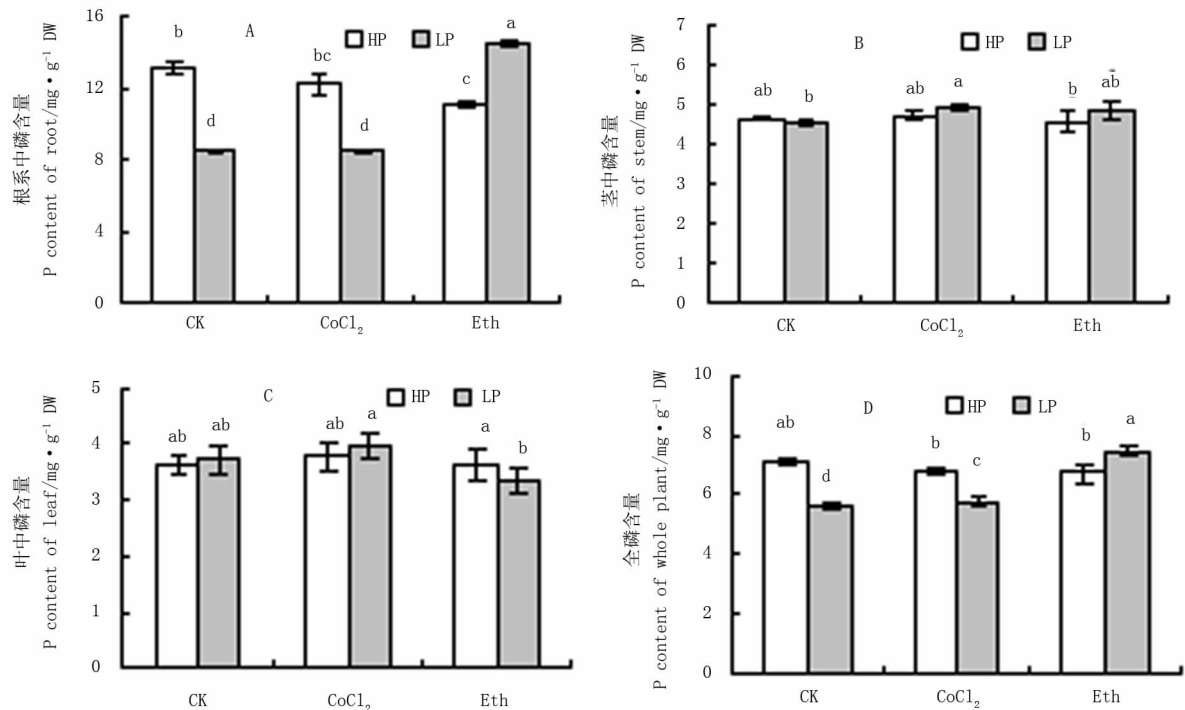 根系中磷含量
P content of root/mg·g⁻¹ DW
16
12
8
4
0
A
HP LP
b
d
bc
d
c
a
CK CoCl₂ Eth
茎中磷含量
P content of stem/mg·g⁻¹ DW
7
6
5
4
3
2
1
0
B
HP LP
ab
b
ab
a
b
ab
CK CoCl₂ Eth
叶中磷含量
P content of leaf/mg·g⁻¹ DW
5
4
3
2
1
0
C
HP LP
ab
ab
ab
a
a
b
CK CoCl₂ Eth
全磷含量
P content of whole plant/mg·g⁻¹ DW
10
8
6
4
2
0
D
HP LP
ab
d
b
c
b
a
CK CoCl₂ Eth